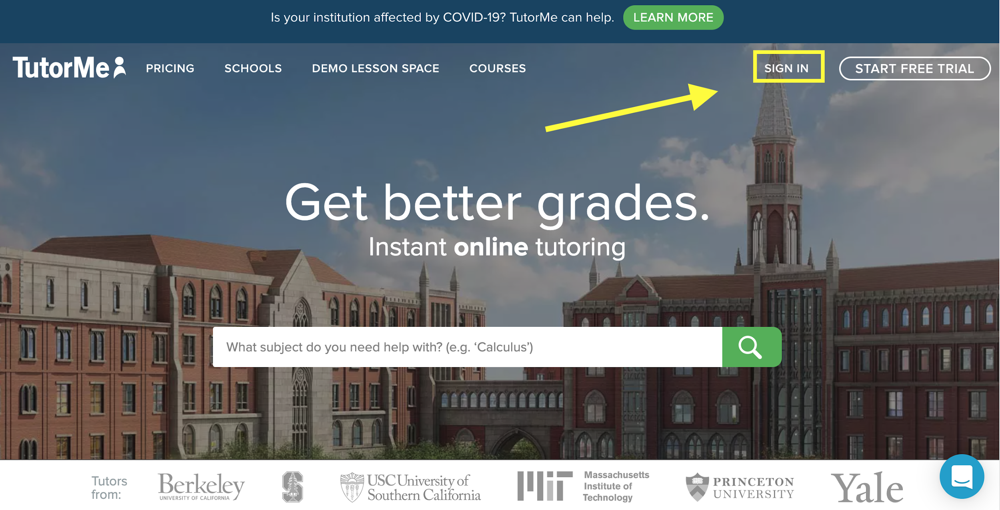 Is your institution affected by COVID-19? TutorMe can help. LEARN MORE
TutorMe PRICING SCHOOLS DEMO LESSON SPACE COURSES SIGN IN START FREE TRIAL
Get better grades.
Instant online tutoring
What subject do you need help with? (e.g. ‘Calculus’)
Tutors
from:
Berkeley
UNIVERSITY OF CALIFORNIA
S
USC University of
Southern California
MIT
Massachusetts
Institute of
Technology
PRINCETON
UNIVERSITY
Yale